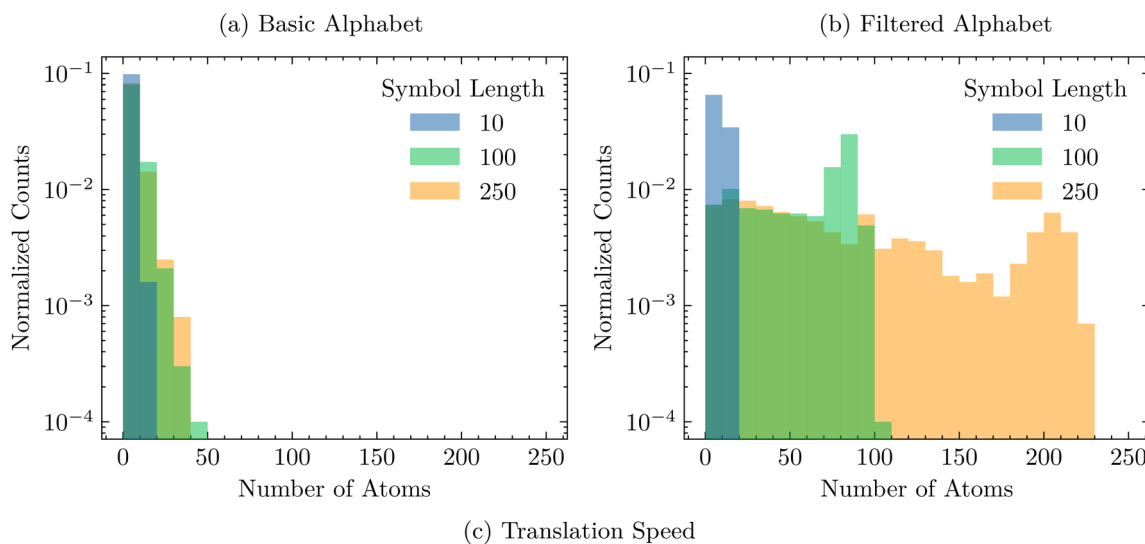 (a) Basic Alphabet
10⁻¹
10⁻²
10⁻³
10⁻⁴
Normalized Counts
Symbol Length
10
100
250
0 50 100 150 200 250
Number of Atoms
(b) Filtered Alphabet
10⁻¹
10⁻²
10⁻³
10⁻⁴
Normalized Counts
Symbol Length
10
100
250
0 50 100 150 200 250
Number of Atoms
(c) Translation Speed